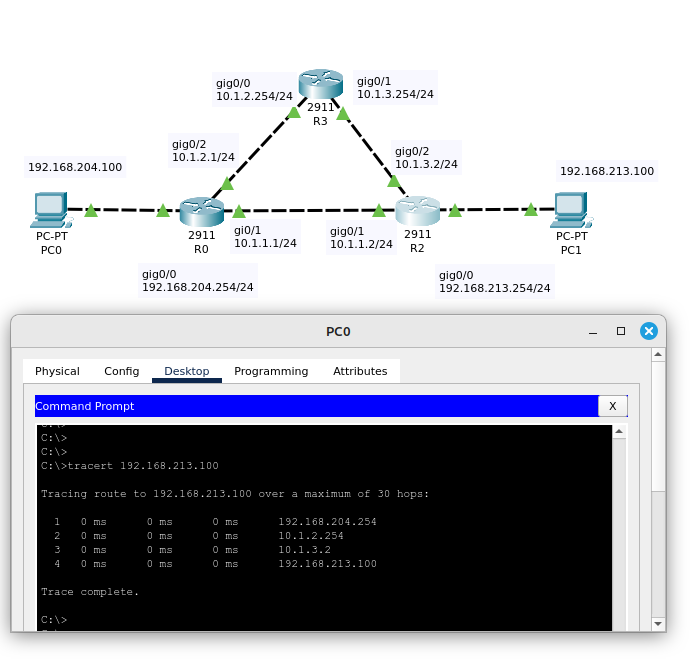 gig0/0
10.1.2.254/24
gig0/1
10.1.3.254/24
2911
R3
gig0/2
10.1.2.1/24
gig0/2
10.1.3.2/24
192.168.204.100
192.168.213.100
PC-PT
PC0
2911
R0
gi0/1
10.1.1.1/24
gig0/1
10.1.1.2/24
2911
R2
PC-PT
PC1
gig0/0
192.168.204.254/24
gig0/0
192.168.213.254/24
PC0
Physical Config Desktop Programming Attributes
Command Prompt X
C:\>
C:\>
C:\>
C:\>tracert 192.168.213.100
Tracing route to 192.168.213.100 over a maximum of 30 hops:
1 0 ms 0 ms 0 ms 192.168.204.254
2 0 ms 0 ms 0 ms 10.1.2.254
3 0 ms 0 ms 0 ms 10.1.3.2
4 0 ms 0 ms 0 ms 192.168.213.100
Trace complete.
C:\>